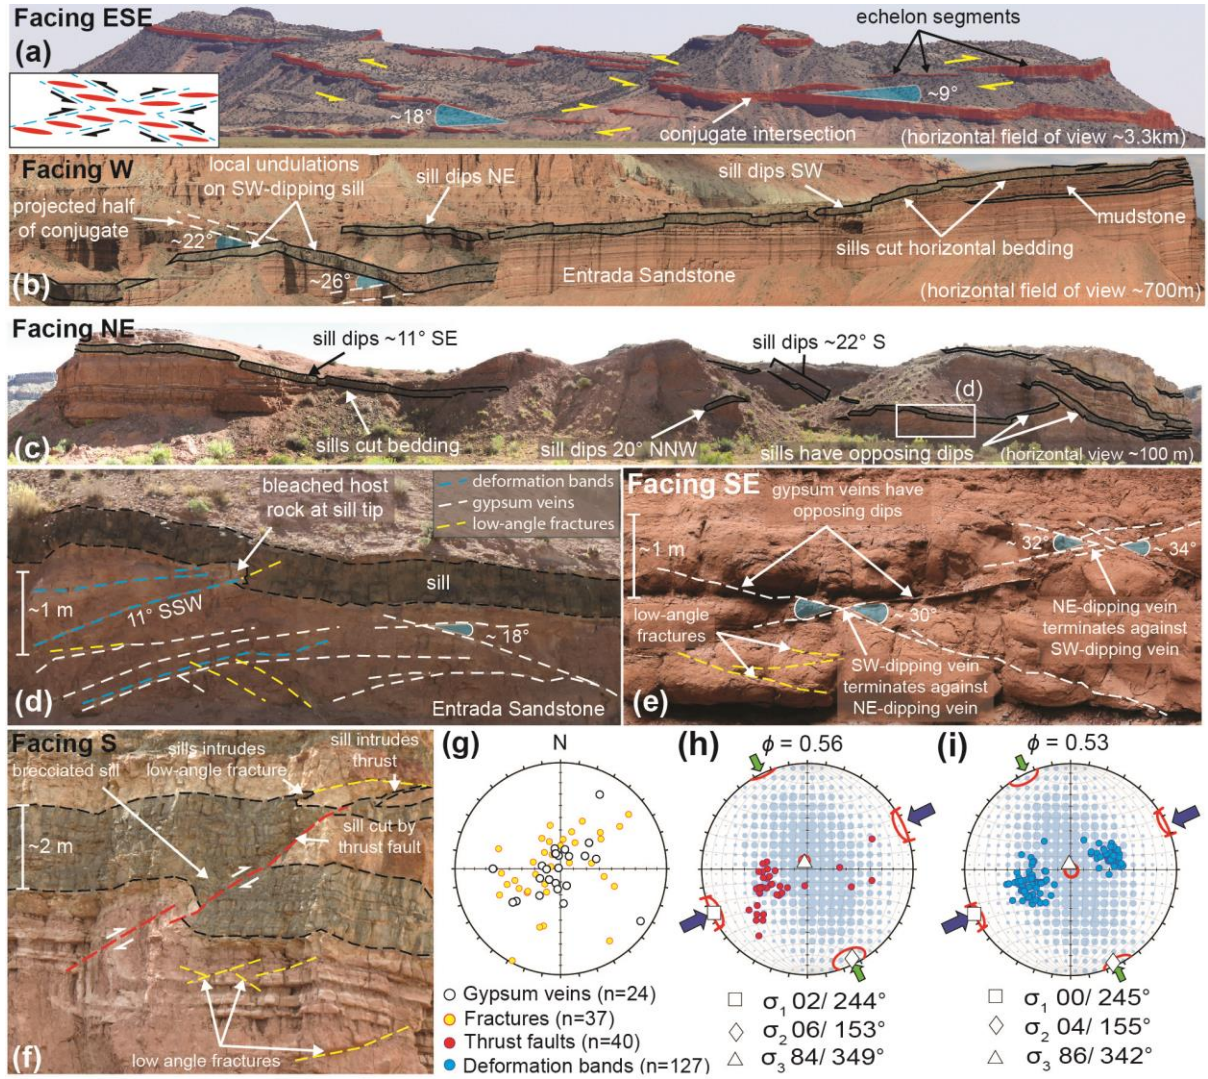 Facing ESE
(a)
echelon segments
~18°
~9°
conjugate intersection
(horizontal field of view ~3.3km)
Facing W
(b)
local undulations
on SW-dipping sill
projected half
of conjugate
~22°
~26°
sill dips NE
sill dips SW
mudstone
sills cut horizontal bedding
Entrada Sandstone
(horizontal field of view ~700m)
Facing NE
(c)
sill dips ~11° SE
sills cut bedding
sill dips ~22° S
sill dips 20° NNW
(d)
sills have opposing dips
(horizontal view ~100 m)
(d)
bleached host
rock at sill tip
deformation bands
gypsum veins
low-angle fractures
~1 m
11° SSW
sill
~ 18°
Entrada Sandstone
Facing SE
(e)
gypsum veins have
opposing dips
~1 m
~ 32°
~ 34°
low-angle
fractures
~ 30°
NE-dipping vein
terminates against
SW-dipping vein
SW-dipping vein
terminates against
NE-dipping vein
Facing S
(f)
brecciated sill
sills intrudes
low-angle fracture
sill intrudes
thrust
sill cut by
thrust fault
~2 m
low angle fractures
(g)
N
Gypsum veins (n=24)
Fractures (n=37)
Thrust faults (n=40)
Deformation bands (n=127)
(h)
ϕ = 0.56
σ1 02/ 244°
σ2 06/ 153°
σ3 84/ 349°
(i)
ϕ = 0.53
σ1 00/ 245°
σ2 04/ 155°
σ3 86/ 342°